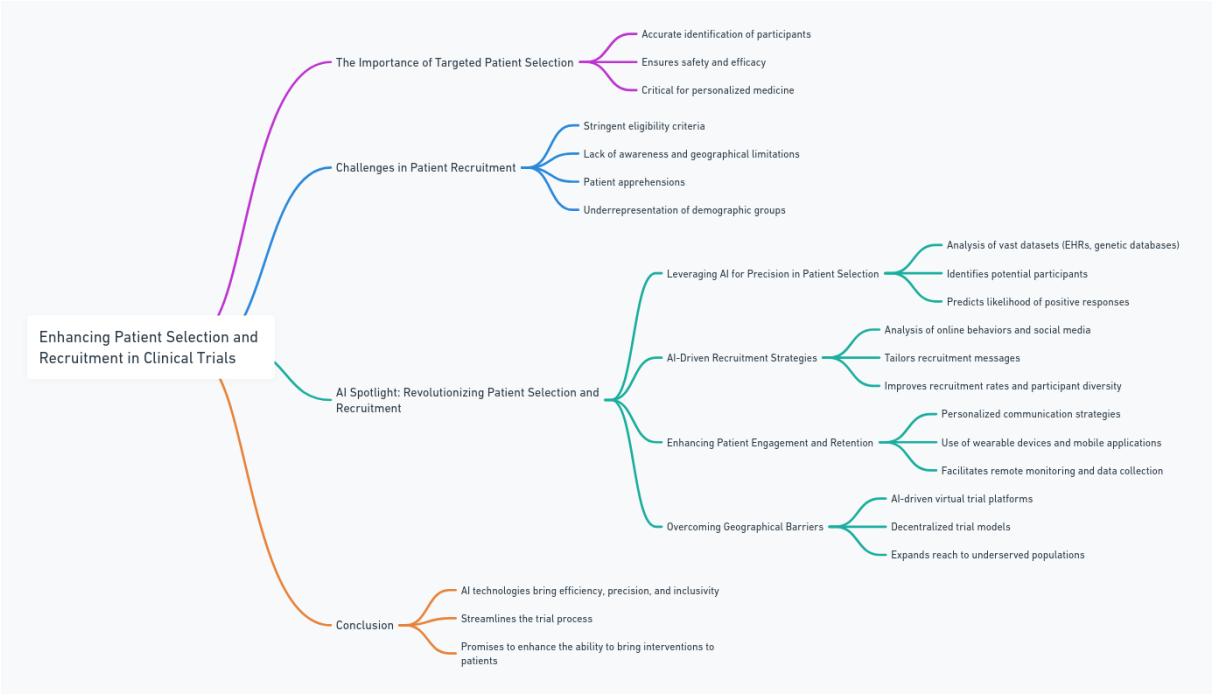 Enhancing Patient Selection and
Recruitment in Clinical Trials
The Importance of Targeted Patient Selection
Accurate identification of participants
Ensures safety and efficacy
Critical for personalized medicine
Challenges in Patient Recruitment
Stringent eligibility criteria
Lack of awareness and geographical limitations
Patient apprehensions
Underrepresentation of demographic groups
AI Spotlight: Revolutionizing Patient Selection and
Recruitment
Leveraging AI for Precision in Patient Selection
Analysis of vast datasets (EHRs, genetic databases)
Identifies potential participants
Predicts likelihood of positive responses
AI-Driven Recruitment Strategies
Analysis of online behaviors and social media
Tailors recruitment messages
Improves recruitment rates and participant diversity
Enhancing Patient Engagement and Retention
Personalized communication strategies
Use of wearable devices and mobile applications
Facilitates remote monitoring and data collection
Overcoming Geographical Barriers
AI-driven virtual trial platforms
Decentralized trial models
Expands reach to underserved populations
Conclusion
AI technologies bring efficiency, precision, and inclusivity
Streamlines the trial process
Promises to enhance the ability to bring interventions to
patients